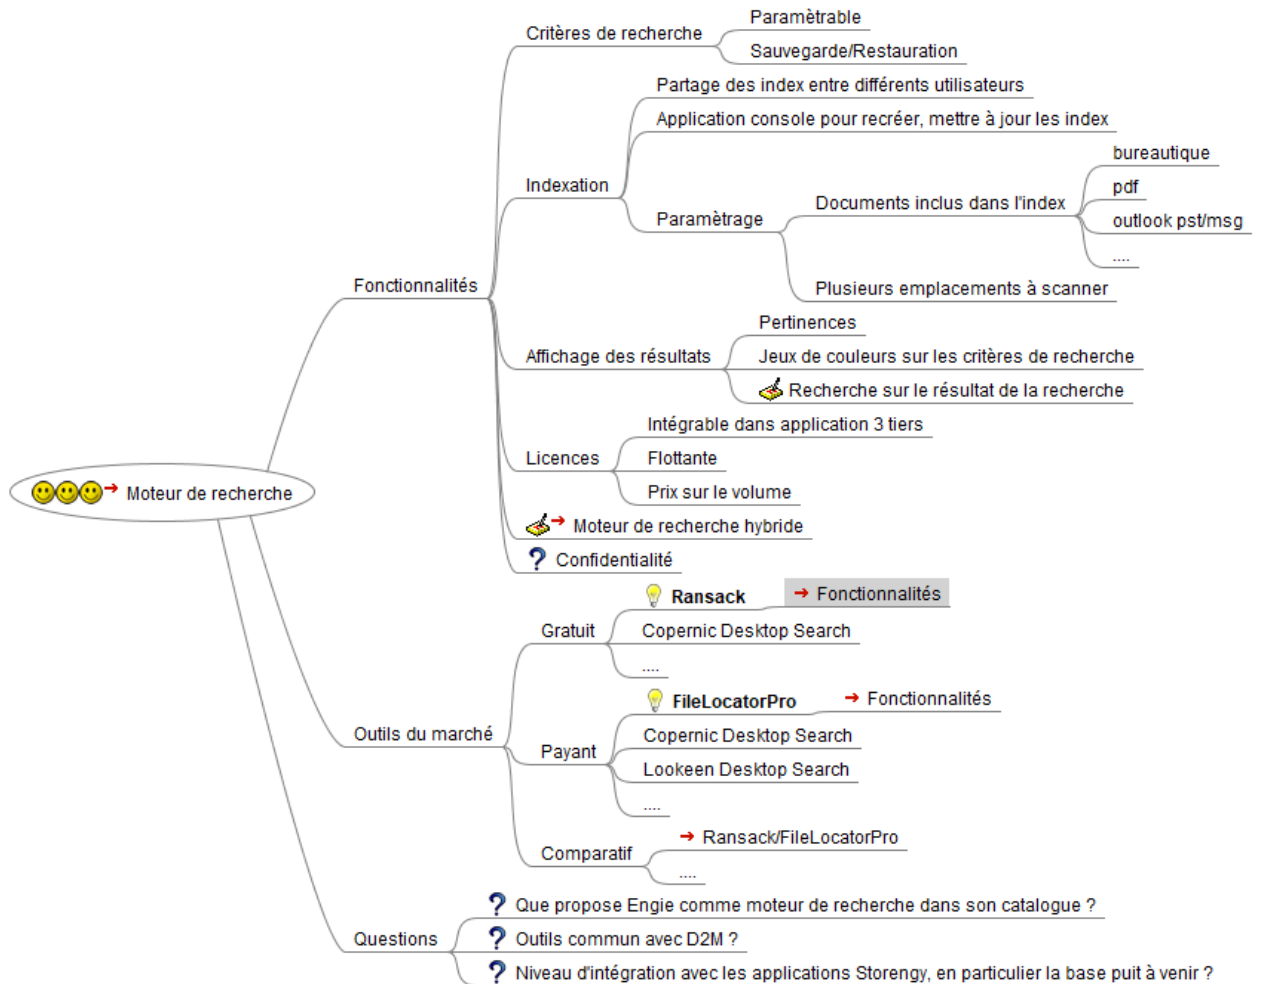 Moteur de recherche
Fonctionnalités
Critères de recherche
Paramètrable
Sauvegarde/Restauration
Indexation
Partage des index entre différents utilisateurs
Application console pour recréer, mettre à jour les index
Paramètrage
Documents inclus dans l'index
bureautique
pdf
outlook pst/msg
....
Plusieurs emplacements à scanner
Affichage des résultats
Pertinences
Jeux de couleurs sur les critères de recherche
Recherche sur le résultat de la recherche
Licences
Intégrable dans application 3 tiers
Flottante
Prix sur le volume
Moteur de recherche hybride
Confidentialité
Outils du marché
Gratuit
Ransack
Fonctionnalités
Copernic Desktop Search
....
Payant
FileLocatorPro
Fonctionnalités
Copernic Desktop Search
Lookeen Desktop Search
....
Comparatif
Ransack/FileLocatorPro
....
Questions
Que propose Engie comme moteur de recherche dans son catalogue ?
Outils commun avec D2M ?
Niveau d'intégration avec les applications Storengy, en particulier la base puit à venir ?